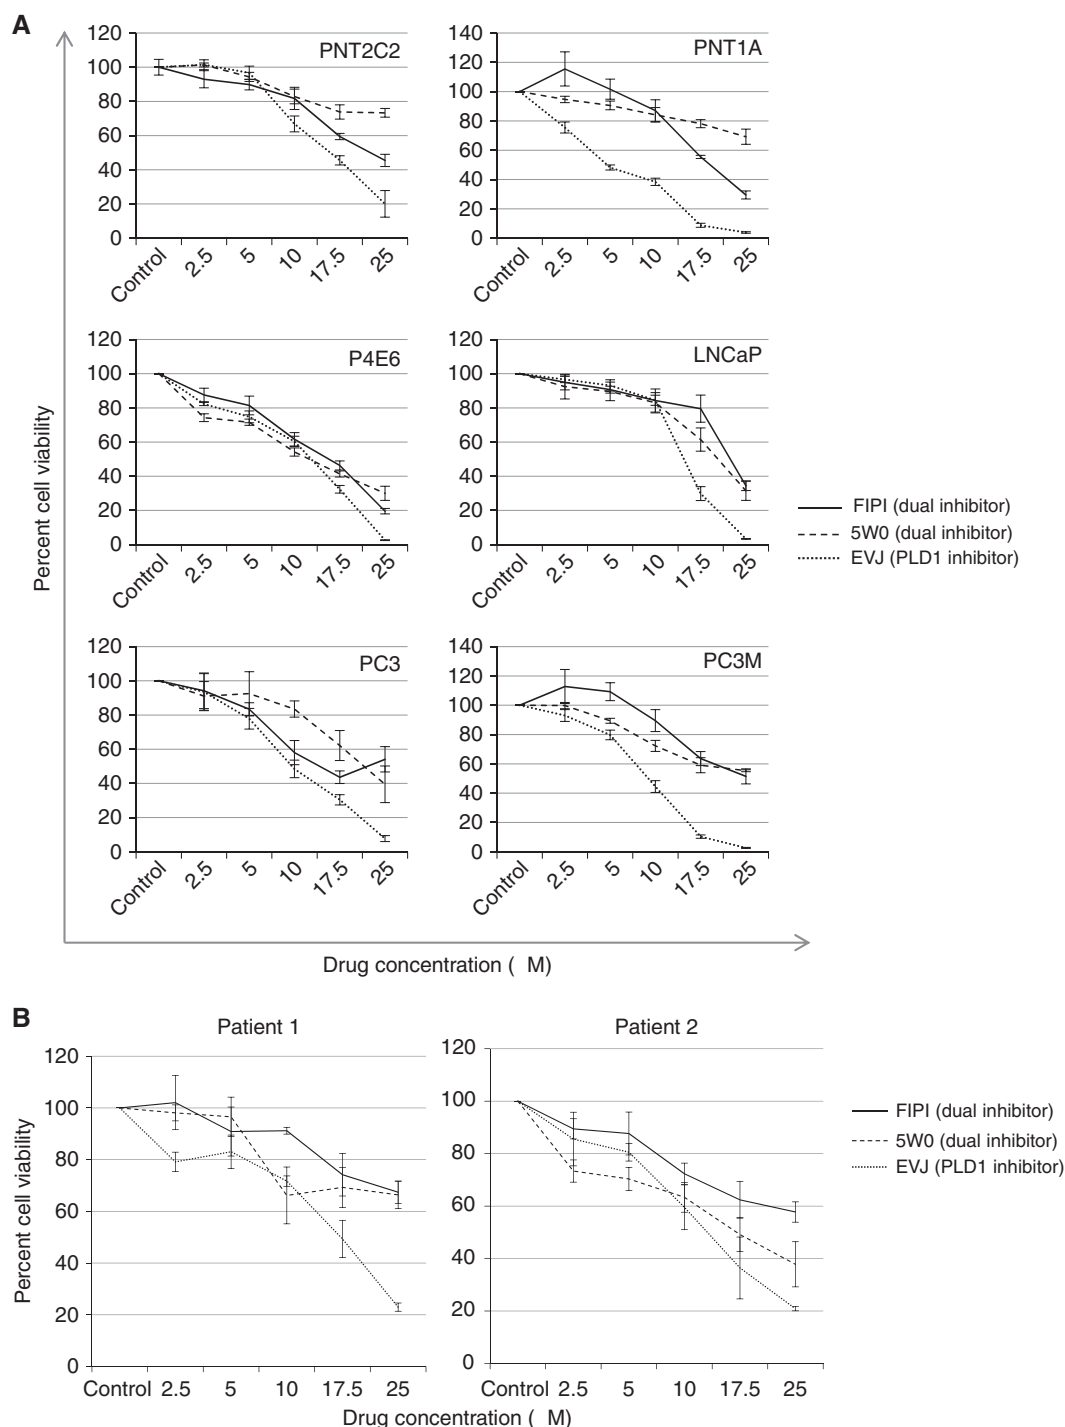 A
PNT2C2
120
100
80
60
40
20
0
Control 2.5 5 10 17.5 25
PNT1A
140
120
100
80
60
40
20
0
Control 2.5 5 10 17.5 25
P4E6
120
100
80
60
40
20
0
Control 2.5 5 10 17.5 25
LNCaP
120
100
80
60
40
20
0
Control 2.5 5 10 17.5 25
PC3
120
100
80
60
40
20
0
Control 2.5 5 10 17.5 25
PC3M
140
120
100
80
60
40
20
0
Control 2.5 5 10 17.5 25
Percent cell viability
Drug concentration ( M)
FIPI (dual inhibitor)
5W0 (dual inhibitor)
EVJ (PLD1 inhibitor)
B
Patient 1
120
100
80
60
40
20
0
Control 2.5 5 10 17.5 25
Patient 2
120
100
80
60
40
20
0
Control 2.5 5 10 17.5 25
Percent cell viability
Drug concentration ( M)
FIPI (dual inhibitor)
5W0 (dual inhibitor)
EVJ (PLD1 inhibitor)